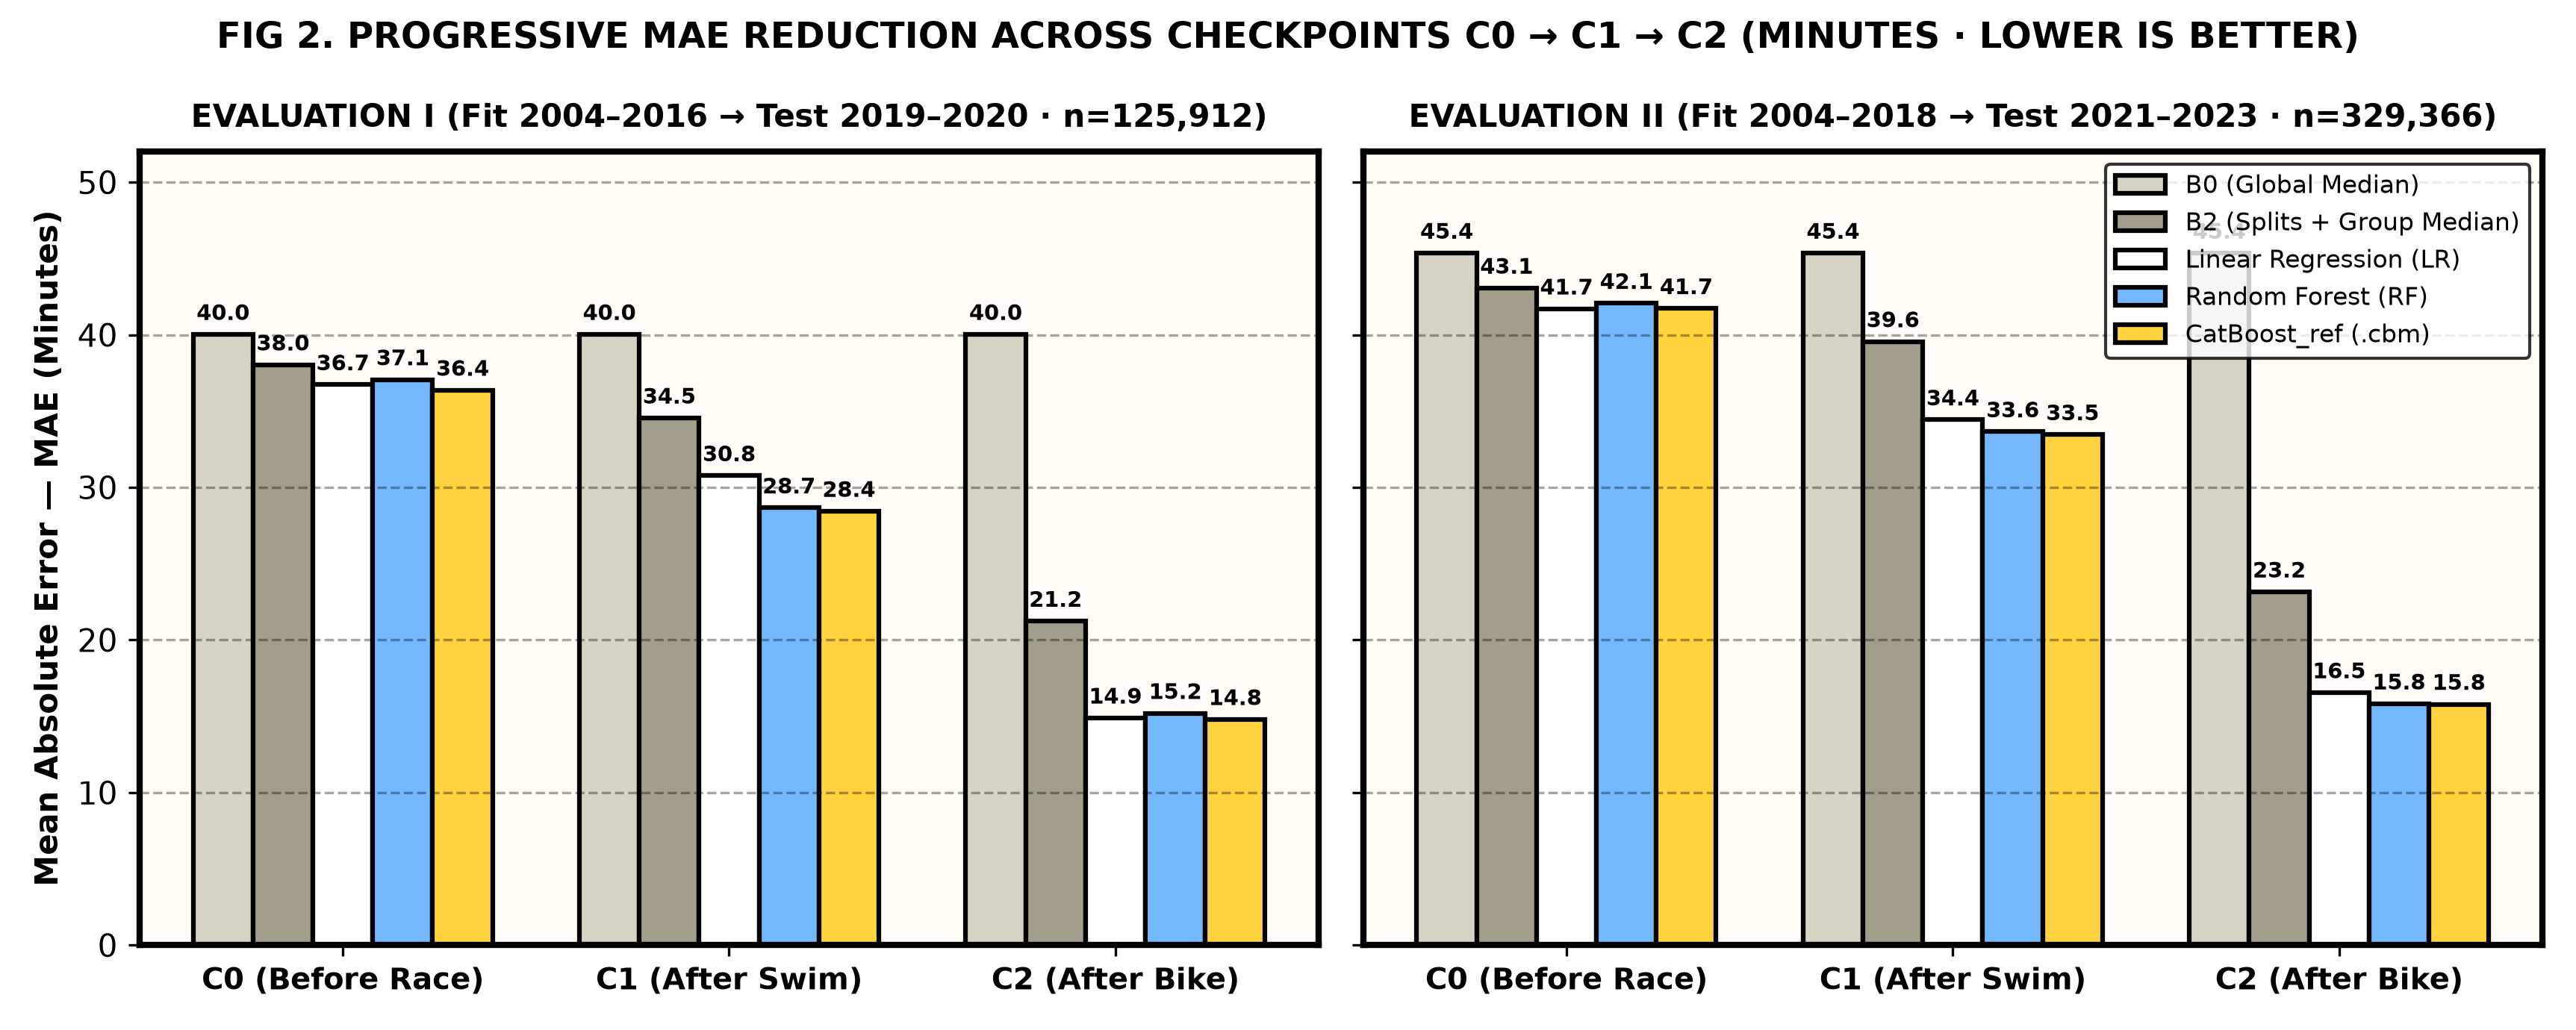 FIG 2. PROGRESSIVE MAE REDUCTION ACROSS CHECKPOINTS C0 → C1 → C2 (MINUTES · LOWER IS BETTER)
EVALUATION I (Fit 2004–2016 → Test 2019–2020 · n=125,912)
Mean Absolute Error — MAE (Minutes)
50
40
30
20
10
0
40.0
38.0
36.7
37.1
36.4
40.0
34.5
30.8
28.7
28.4
40.0
21.2
14.9
15.2
14.8
C0 (Before Race)
C1 (After Swim)
C2 (After Bike)
EVALUATION II (Fit 2004–2018 → Test 2021–2023 · n=329,366)
B0 (Global Median)
B2 (Splits + Group Median)
Linear Regression (LR)
Random Forest (RF)
CatBoost_ref (.cbm)
45.4
43.1
41.7
42.1
41.7
45.4
39.6
34.4
33.6
33.5
45.4
23.2
16.5
15.8
15.8
C0 (Before Race)
C1 (After Swim)
C2 (After Bike)